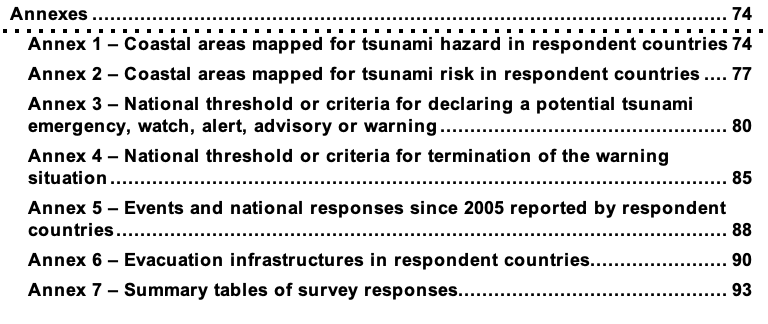 Annexes ........................................................................................................... 74
Annex 1 – Coastal areas mapped for tsunami hazard in respondent countries 74
Annex 2 – Coastal areas mapped for tsunami risk in respondent countries .... 77
Annex 3 – National threshold or criteria for declaring a potential tsunami
emergency, watch, alert, advisory or warning ................................................ 80
Annex 4 – National threshold or criteria for termination of the warning
situation ........................................................................................................ 85
Annex 5 – Events and national responses since 2005 reported by respondent
countries ....................................................................................................... 88
Annex 6 – Evacuation infrastructures in respondent countries....................... 90
Annex 7 – Summary tables of survey responses............................................. 93